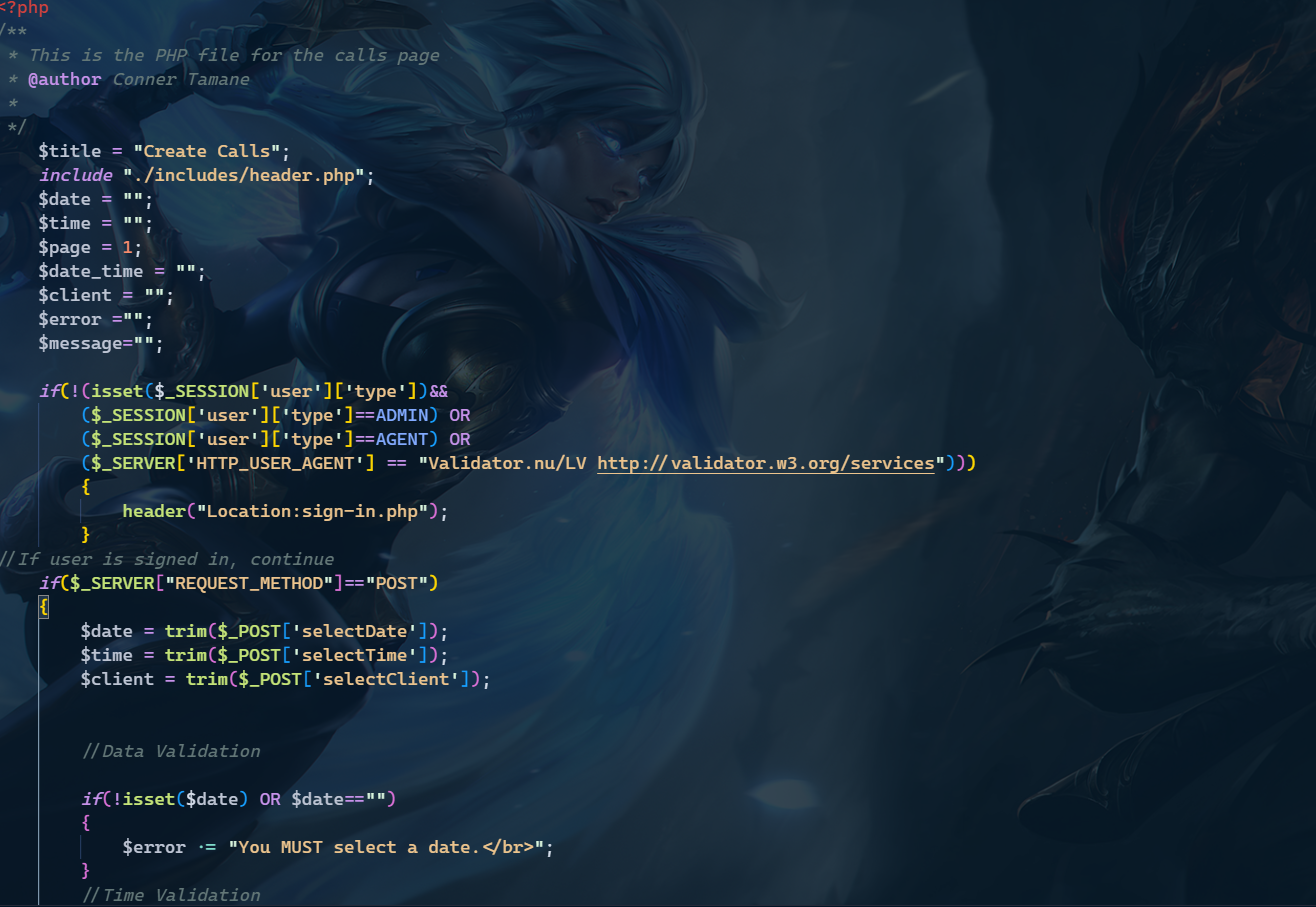 <?php
/**
 * This is the PHP file for the calls page
 * @author Conner Tamane
 *
 */
    $title = "Create Calls";
    include "./includes/header.php";
    $date = "";
    $time = "";
    $page = 1;
    $date_time = "";
    $client = "";
    $error ="";
    $message="";
    if(!(isset($_SESSION['user']['type'])&&
        ($_SESSION['user']['type']==ADMIN) OR
        ($_SESSION['user']['type']==AGENT) OR
        ($_SERVER['HTTP_USER_AGENT'] == "Validator.nu/LV http://validator.w3.org/services")))
        {
            header("Location:sign-in.php");
        }
//If user is signed in, continue
    if($_SERVER["REQUEST_METHOD"]=="POST")
    {
        $date = trim($_POST['selectDate']);
        $time = trim($_POST['selectTime']);
        $client = trim($_POST['selectClient']);
        //Data Validation
        if(!isset($date) OR $date=="")
        {
            $error .= "You MUST select a date.</br>";
        }
        //Time Validation